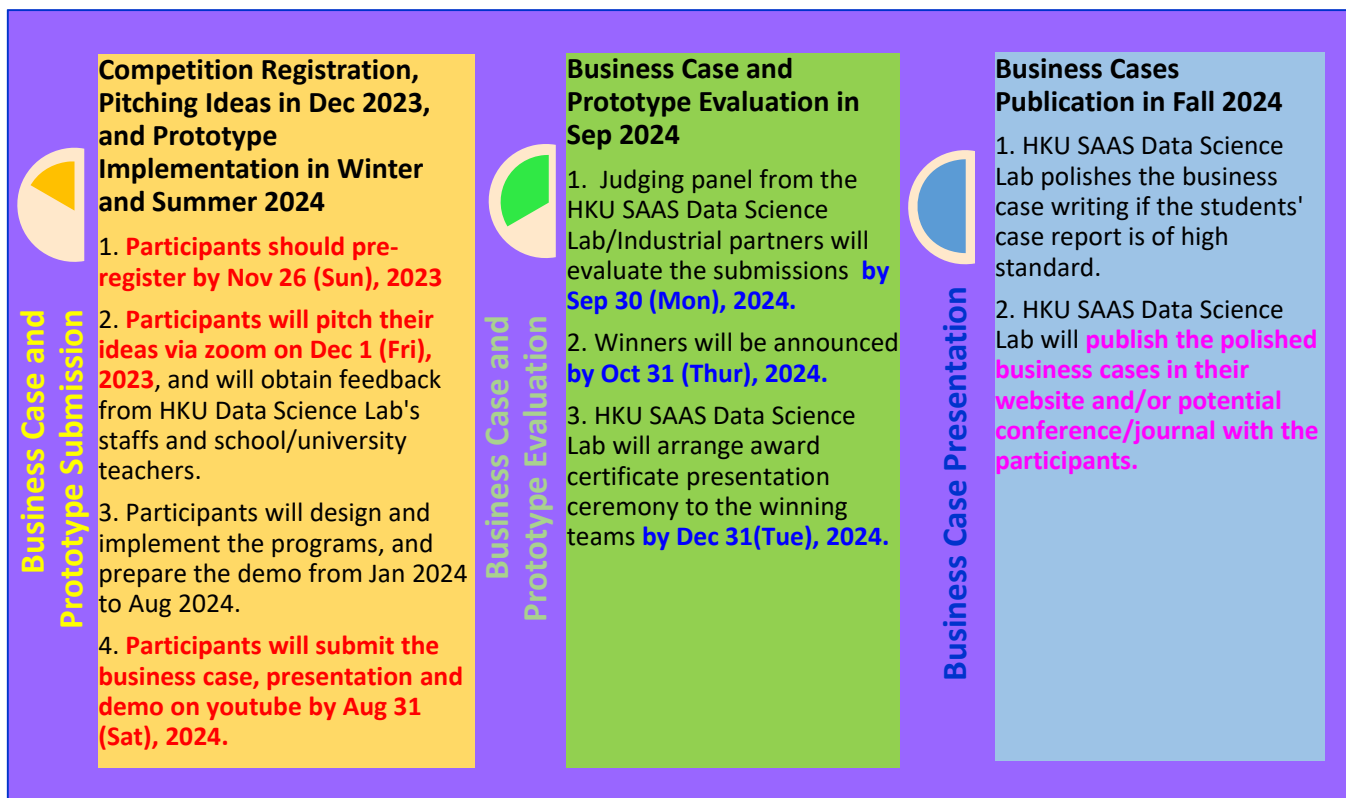 Business Case and
Prototype Submission
Competition Registration,
Pitching Ideas in Dec 2023,
and Prototype
Implementation in Winter
and Summer 2024
1. Participants should pre-
register by Nov 26 (Sun), 2023
2. Participants will pitch their
ideas via zoom on Dec 1 (Fri),
2023, and will obtain feedback
from HKU Data Science Lab's
staffs and school/university
teachers.
3. Participants will design and
implement the programs, and
prepare the demo from Jan 2024
to Aug 2024.
4. Participants will submit the
business case, presentation and
demo on youtube by Aug 31
(Sat), 2024.
Business Case and
Prototype Evaluation
Business Case and
Prototype Evaluation in
Sep 2024
1. Judging panel from the
HKU SAAS Data Science
Lab/Industrial partners will
evaluate the submissions by
Sep 30 (Mon), 2024.
2. Winners will be announced
by Oct 31 (Thur), 2024.
3. HKU SAAS Data Science
Lab will arrange award
certificate presentation
ceremony to the winning
teams by Dec 31(Tue), 2024.
Business Case Presentation
Business Cases
Publication in Fall 2024
1. HKU SAAS Data Science
Lab polishes the business
case writing if the students'
case report is of high
standard.
2. HKU SAAS Data Science
Lab will publish the polished
business cases in their
website and/or potential
conference/journal with the
participants.